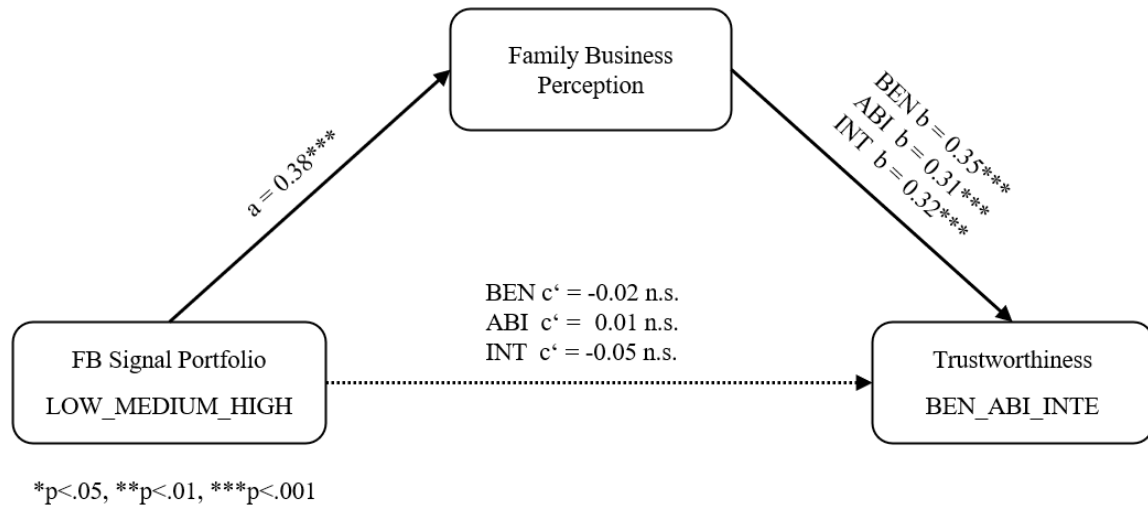 Family Business
Perception
a = 0.38***
BEN b = 0.35***
ABI b = 0.31***
INT b = 0.32***
BEN c‘ = -0.02 n.s.
ABI c‘ = 0.01 n.s.
INT c‘ = -0.05 n.s.
FB Signal Portfolio
LOW_MEDIUM_HIGH
Trustworthiness
BEN_ABI_INTE
*p<.05, **p<.01, ***p<.001